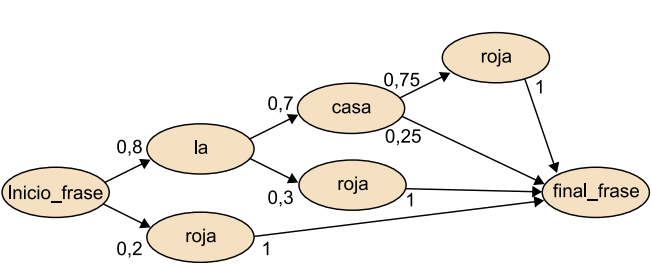 roja
0,75
1
0,7
casa
0,25
0,8
la
Inicio_frase
0,3
roja
1
final_frase
0,2
roja
1